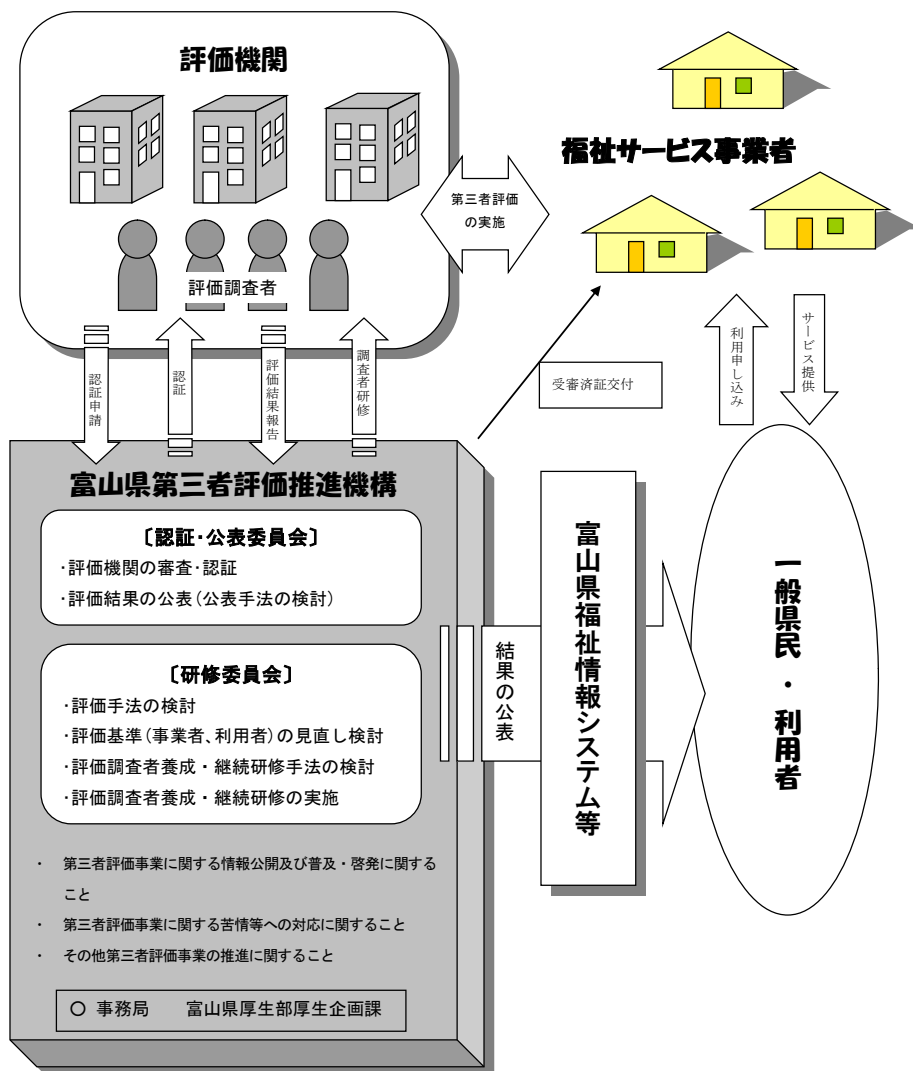 評価機関
福祉サービス事業者
第三者評価
の実施
評価調査者
認証申請
認証
評価結果報告
調査者研修
受審済証交付
利用申し込み
サービス提供
富山県第三者評価推進機構
〔認証・公表委員会〕
・評価機関の審査・認証
・評価結果の公表（公表手法の検討）
〔研修委員会〕
・評価手法の検討
・評価基準（事業者、利用者）の見直し検討
・評価調査者養成・継続研修手法の検討
・評価調査者養成・継続研修の実施
・ 第三者評価事業に関する情報公開及び普及・啓発に関する
こと
・ 第三者評価事業に関する苦情等への対応に関すること
・ その他第三者評価事業の推進に関すること
〇 事務局　　富山県厚生部厚生企画課
結果の公表
富山県福祉情報システム等
一般県民・利用者